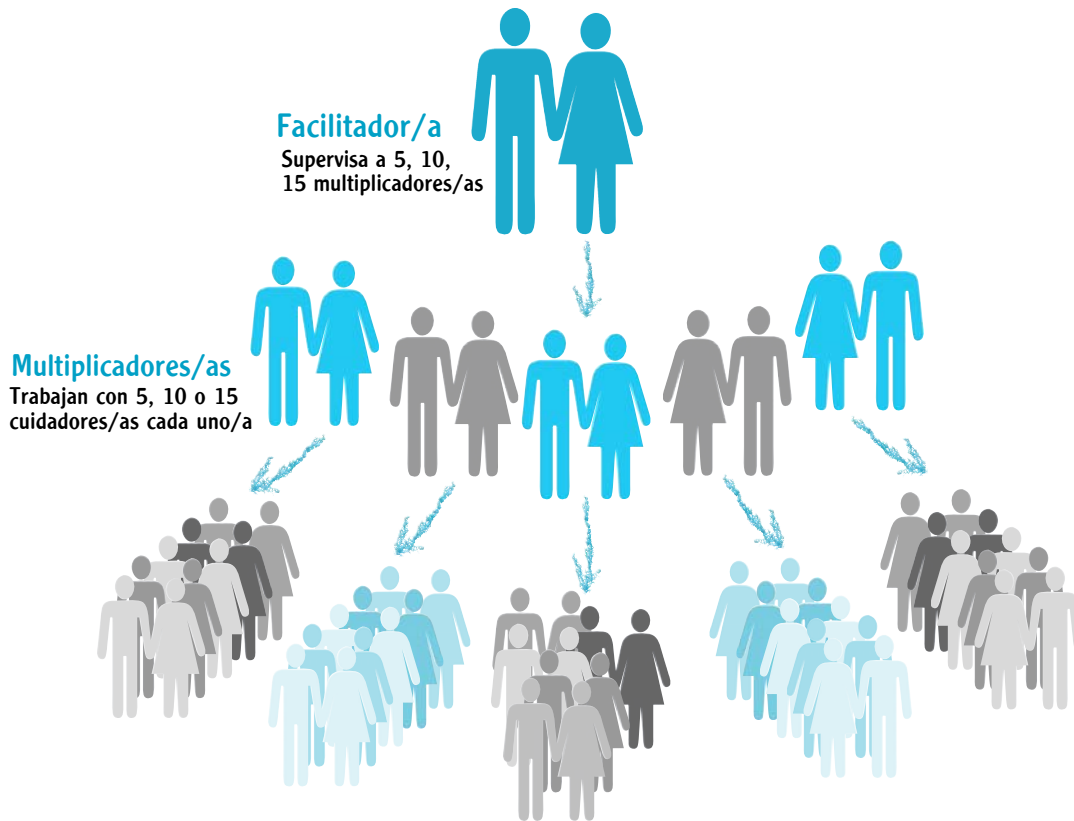 Facilitador/a
Supervisa a 5, 10,
15 multiplicadores/as
Multiplicadores/as
Trabajan con 5, 10 o 15
cuidadores/as cada uno/a